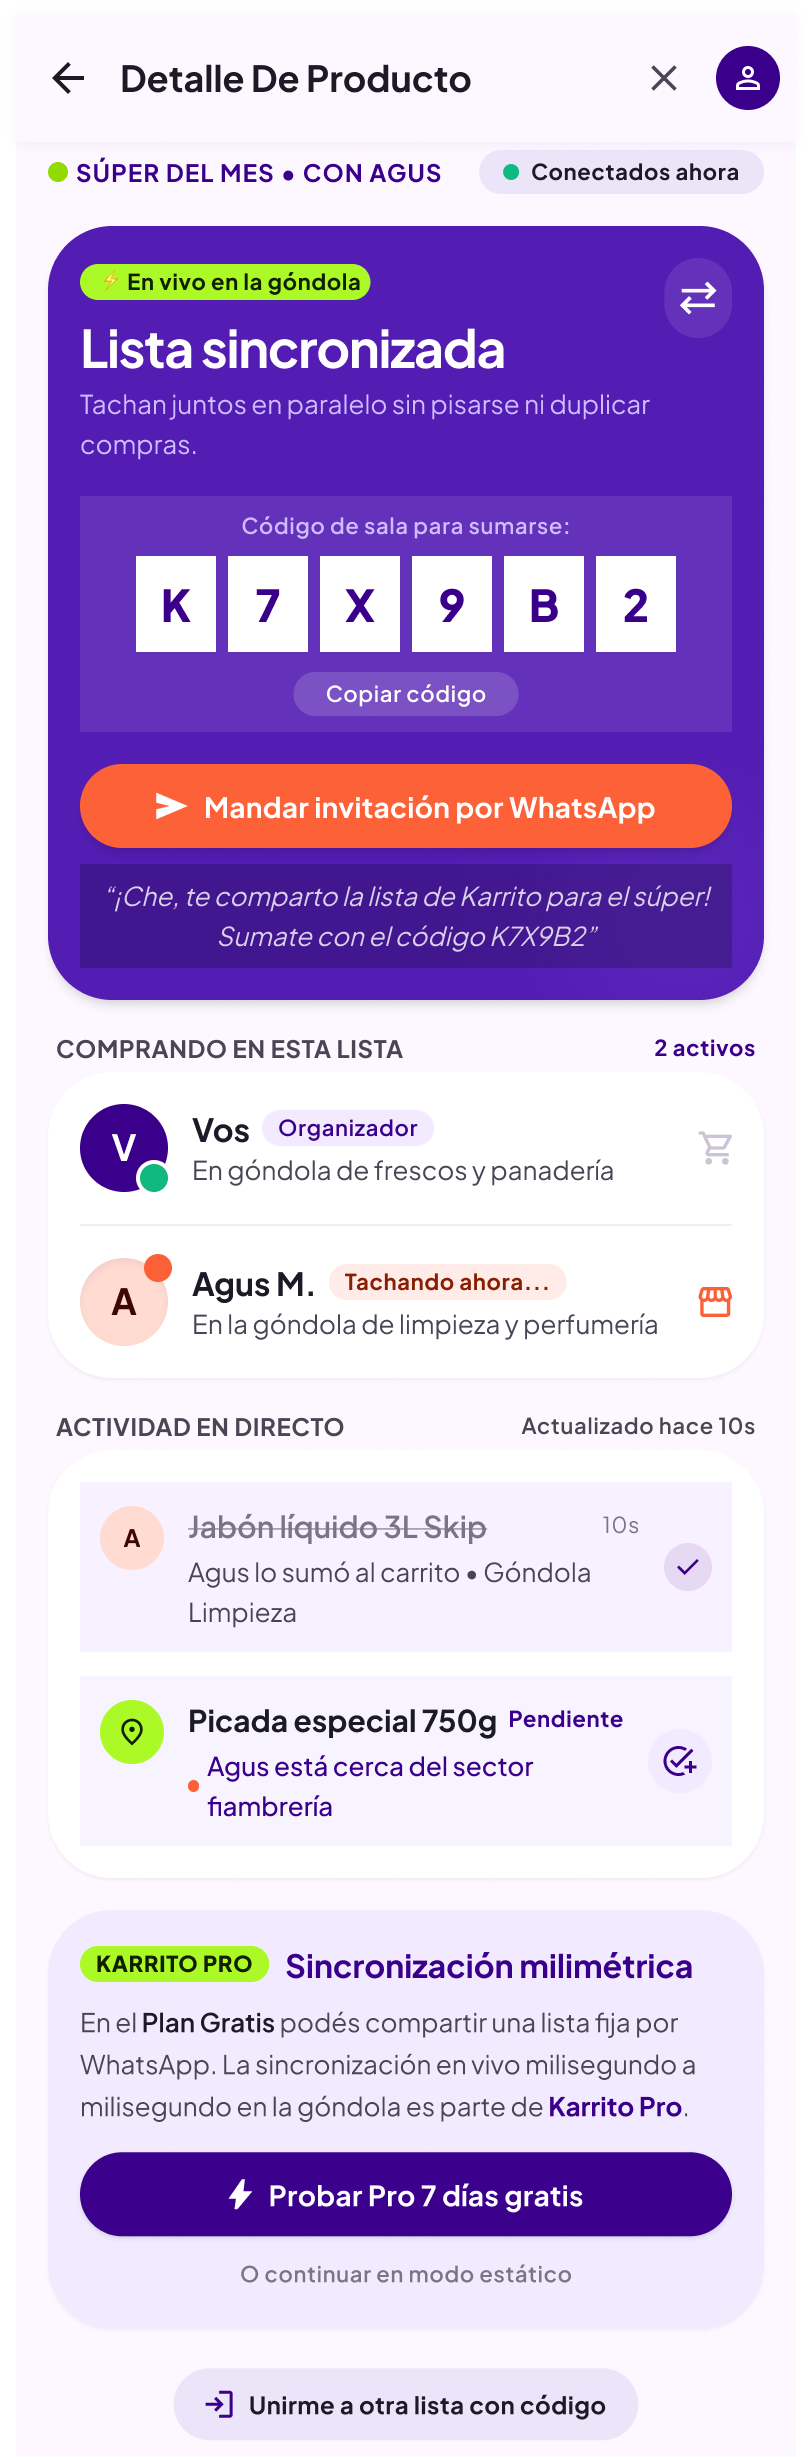 Detalle De Producto
SÚPER DEL MES • CON AGUS
Conectados ahora
⚡ En vivo en la góndola
Lista sincronizada
Tachan juntos en paralelo sin pisarse ni duplicar
compras.
Código de sala para sumarse:
K 7 X 9 B 2
Copiar código
Mandar invitación por WhatsApp
“¡Che, te comparto la lista de Karrito para el súper!
Sumate con el código K7X9B2”
COMPRANDO EN ESTA LISTA
2 activos
V
Vos
Organizador
En góndola de frescos y panadería
A
Agus M.
Tachando ahora...
En la góndola de limpieza y perfumería
ACTIVIDAD EN DIRECTO
Actualizado hace 10s
A
Jabón líquido 3L Skip
10s
Agus lo sumó al carrito • Góndola
Limpieza
Picada especial 750g
Pendiente
Agus está cerca del sector
fiambrería
KARRITO PRO
Sincronización milimétrica
En el Plan Gratis podés compartir una lista fija por
WhatsApp. La sincronización en vivo milisegundo a
milisegundo en la góndola es parte de Karrito Pro.
Probar Pro 7 días gratis
O continuar en modo estático
Unirme a otra lista con código